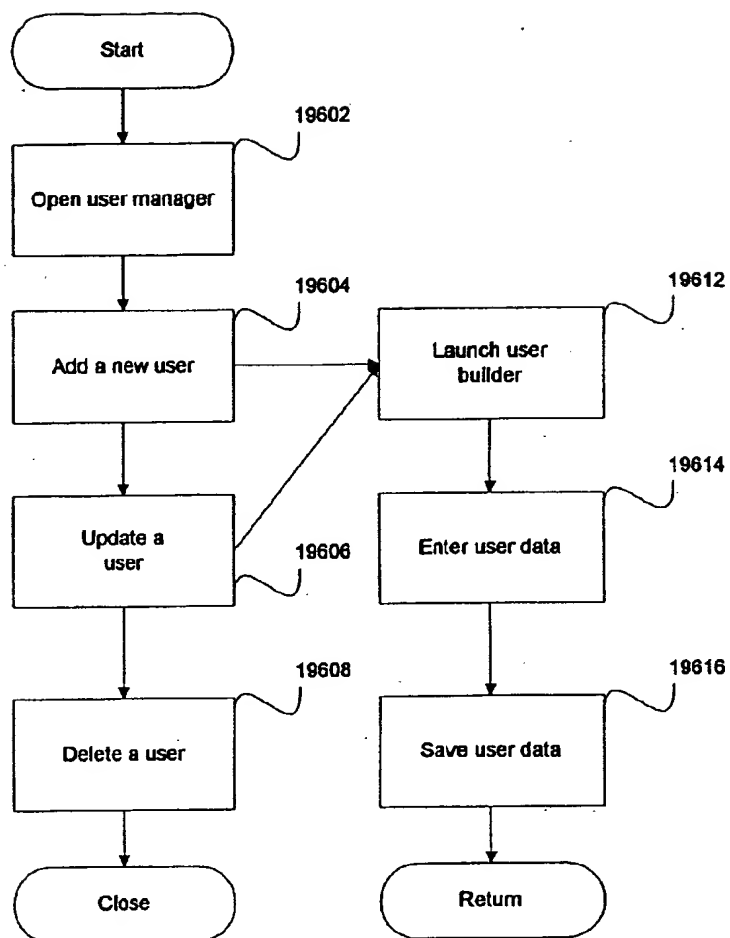 Start
19602
Open user manager
19604
Add a new user
19612
Launch user
builder
Update a
user
19606
19614
Enter user data
19608
Delete a user
19616
Save user data
Close
Return